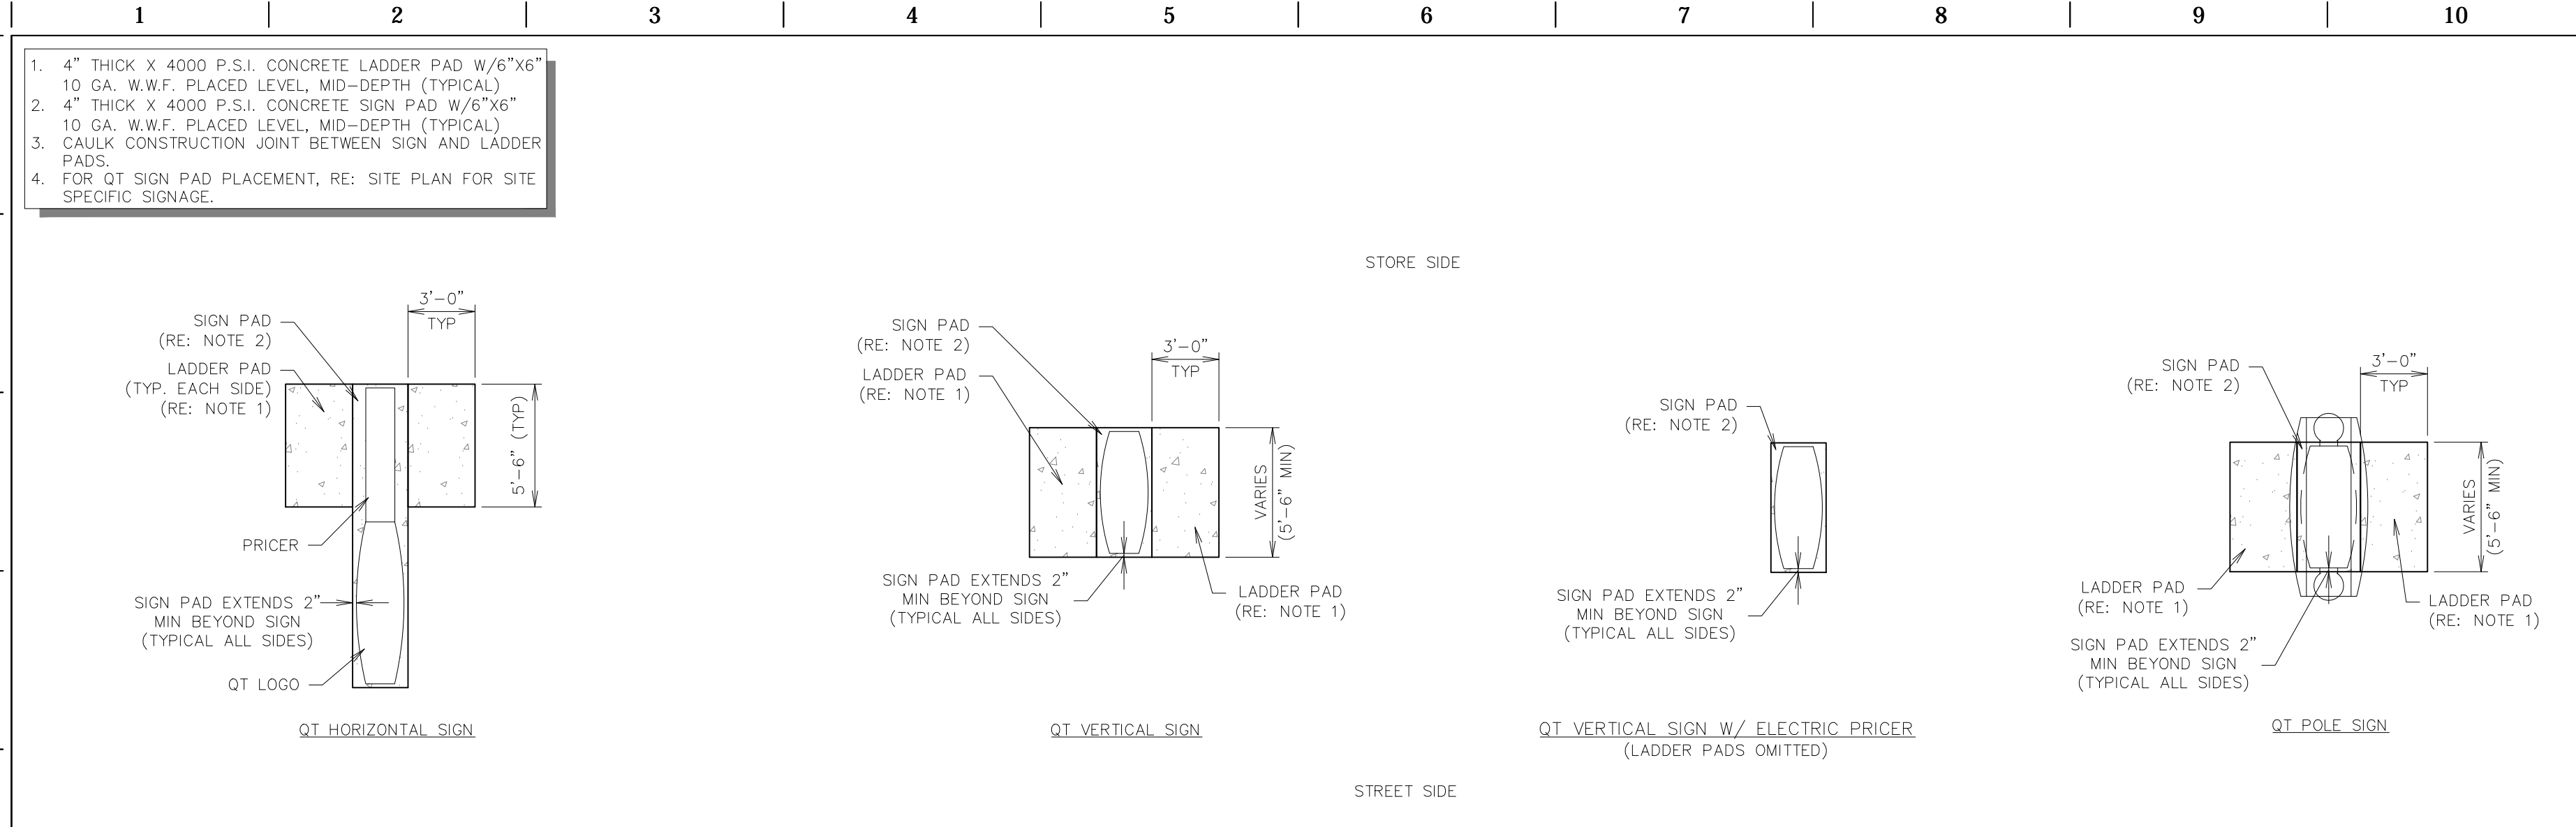 1 2 3 4 5 6 7 8 9 10
1. 4” THICK X 4000 P.S.I. CONCRETE LADDER PAD W/6”X6”
10 GA. W.W.F. PLACED LEVEL, MID-DEPTH (TYPICAL)
2. 4” THICK X 4000 P.S.I. CONCRETE SIGN PAD W/6”X6”
10 GA. W.W.F. PLACED LEVEL, MID-DEPTH (TYPICAL)
3. CAULK CONSTRUCTION JOINT BETWEEN SIGN AND LADDER
PADS.
4. FOR QT SIGN PAD PLACEMENT, RE: SITE PLAN FOR SITE
SPECIFIC SIGNAGE.
STORE SIDE
3'-0”
TYP
SIGN PAD
(RE: NOTE 2)
LADDER PAD
(TYP. EACH SIDE)
(RE: NOTE 1)
5'-6” (TYP)
PRICER
SIGN PAD EXTENDS 2”
MIN BEYOND SIGN
(TYPICAL ALL SIDES)
QT LOGO
QT HORIZONTAL SIGN
SIGN PAD
(RE: NOTE 2)
LADDER PAD
(RE: NOTE 1)
3'-0”
TYP
VARIES
(5'-6” MIN)
SIGN PAD EXTENDS 2”
MIN BEYOND SIGN
(TYPICAL ALL SIDES)
LADDER PAD
(RE: NOTE 1)
QT VERTICAL SIGN
SIGN PAD
(RE: NOTE 2)
SIGN PAD EXTENDS 2”
MIN BEYOND SIGN
(TYPICAL ALL SIDES)
QT VERTICAL SIGN W/ ELECTRIC PRICER
(LADDER PADS OMITTED)
SIGN PAD
(RE: NOTE 2)
3'-0”
TYP
VARIES
(5'-6” MIN)
LADDER PAD
(RE: NOTE 1)
LADDER PAD
(RE: NOTE 1)
SIGN PAD EXTENDS 2”
MIN BEYOND SIGN
(TYPICAL ALL SIDES)
QT POLE SIGN
STREET SIDE